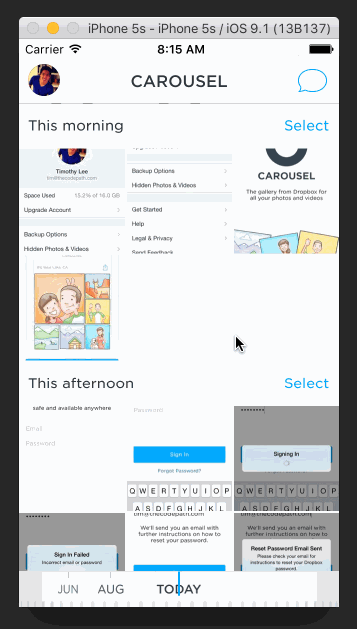 iPhone 5s - iPhone 5s / iOS 9.1 (13B137)
Carrier 8:15 AM
CAROUSEL
This morning Select
Timothy Lee
Space Used 15.2% of 16.0 GB
Upgrade Account
Backup Options
Hidden Photos & Videos
Backup Options
Hidden Photos & Videos
Get Started
Help
Legal & Privacy
Send Feedback
CAROUSEL
The gallery from Dropbox for
all your photos and videos
This afternoon Select
safe and available anywhere
Email
Password
Password
Sign In
Forgot Password?
Q W E R T Y U I O P
A S D F G H J K L
Signing In
Q W E R T Y U I O P
A S D F G H J K L
Sign In Failed
Incorrect email or password
We'll send you an email with
further instructions on how to
reset your password.
We'll send you an email with
further instructions on how to
Reset Password Email Sent
Please check your email for
instructions to reset your Dropbox
password.
JUN AUG TODAY